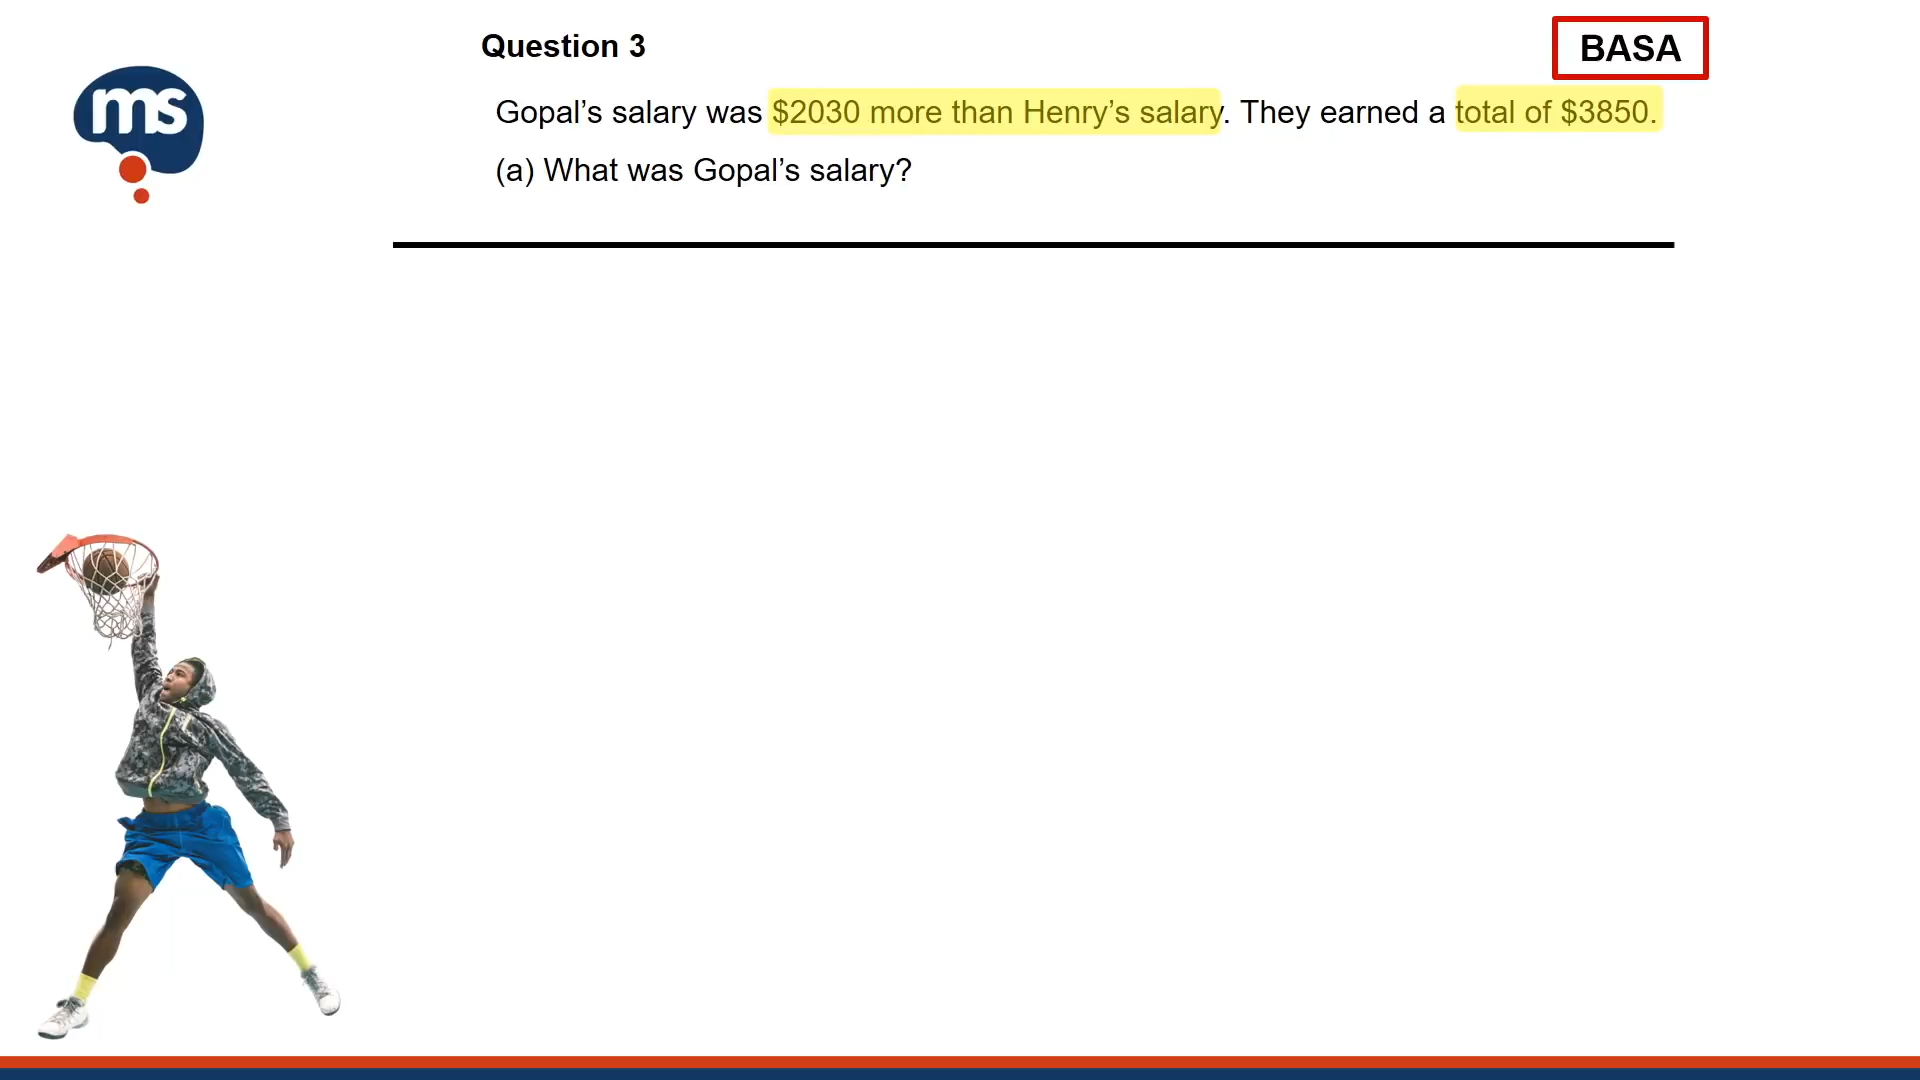 ms
Question 3
BASA
Gopal’s salary was $2030 more than Henry’s salary. They earned a total of $3850.
(a) What was Gopal’s salary?